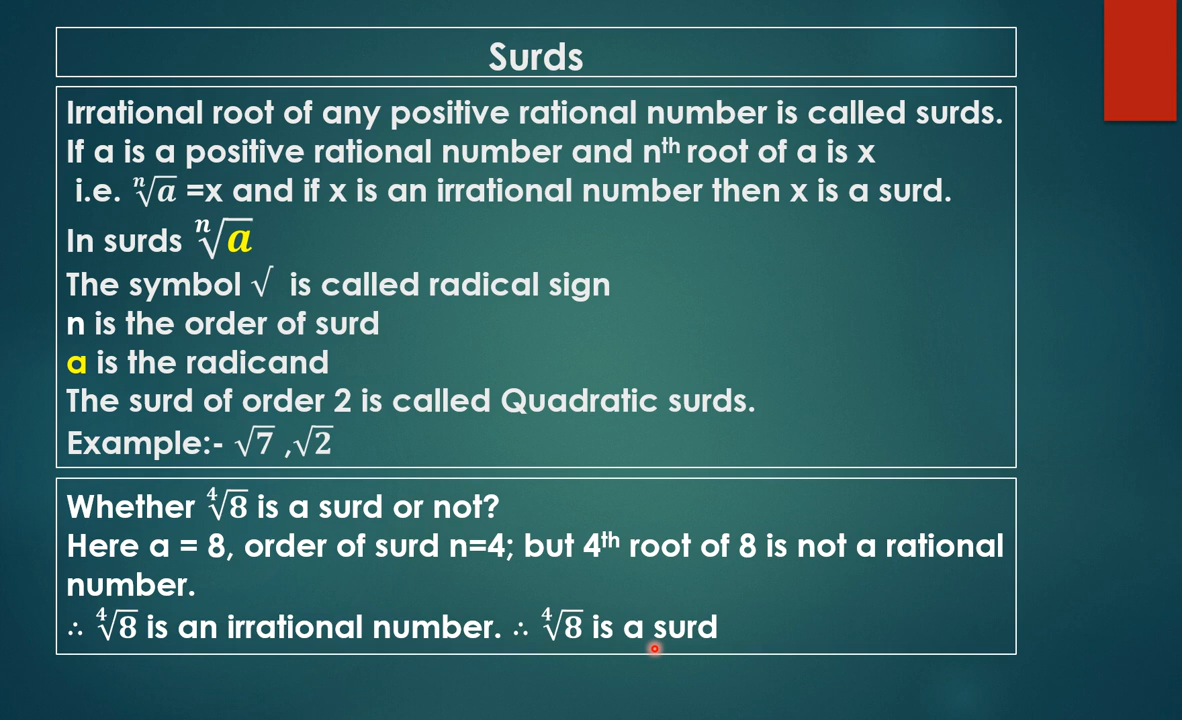 Surds
Irrational root of any positive rational number is called surds.
If a is a positive rational number and nᵗʰ root of a is x
i.e. ⁿ√a =x and if x is an irrational number then x is a surd.
In surds ⁿ√a
The symbol √ is called radical sign
n is the order of surd
a is the radicand
The surd of order 2 is called Quadratic surds.
Example:- √7 ,√2
Whether ⁴√8 is a surd or not?
Here a = 8, order of surd n=4; but 4ᵗʰ root of 8 is not a rational
number.
∴ ⁴√8 is an irrational number. ∴ ⁴√8 is a surd